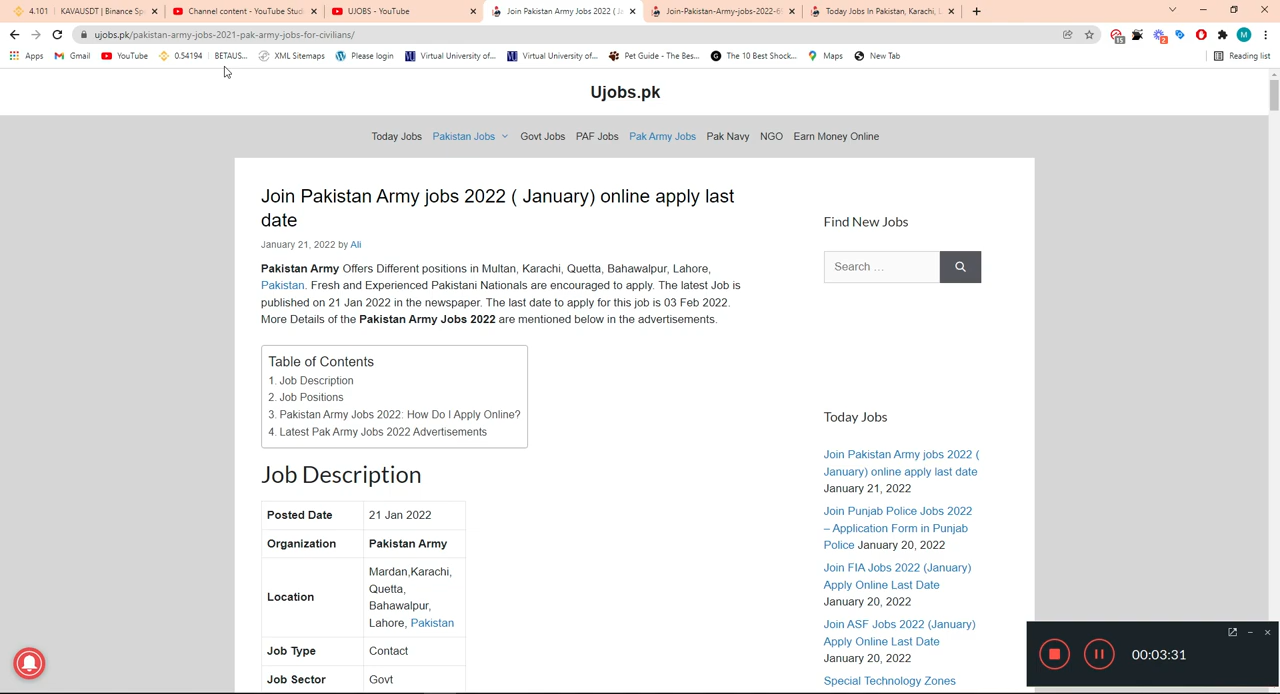 4.101 | KAVAUSDT | Binance Sp
Channel content - YouTube Stud
UJOBS - YouTube
Join Pakistan Army Jobs 2022 ( Ja
Join-Pakistan-Army-jobs-2022-6
Today Jobs In Pakistan, Karachi, L
ujobs.pk/pakistan-army-jobs-2021-pak-army-jobs-for-civilians/
15
2
M
Apps
Gmail
YouTube
0.54194 | BETAUS...
XML Sitemaps
Please login
Virtual University of...
Virtual University of...
Pet Guide - The Bes...
The 10 Best Shock...
Maps
New Tab
Reading list
Ujobs.pk
Today Jobs Pakistan Jobs Govt Jobs PAF Jobs Pak Army Jobs Pak Navy NGO Earn Money Online
Join Pakistan Army jobs 2022 ( January) online apply last
date
January 21, 2022 by Ali
Pakistan Army Offers Different positions in Multan, Karachi, Quetta, Bahawalpur, Lahore,
Pakistan. Fresh and Experienced Pakistani Nationals are encouraged to apply. The latest Job is
published on 21 Jan 2022 in the newspaper. The last date to apply for this job is 03 Feb 2022.
More Details of the Pakistan Army Jobs 2022 are mentioned below in the advertisements.
Table of Contents
1. Job Description
2. Job Positions
3. Pakistan Army Jobs 2022: How Do I Apply Online?
4. Latest Pak Army Jobs 2022 Advertisements
Job Description
Posted Date 21 Jan 2022
Organization Pakistan Army
Location
Mardan,Karachi,
Quetta,
Bahawalpur,
Lahore, Pakistan
Job Type Contact
Job Sector Govt
Find New Jobs
Search ...
Today Jobs
Join Pakistan Army jobs 2022 (
January) online apply last date
January 21, 2022
Join Punjab Police Jobs 2022
– Application Form in Punjab
Police January 20, 2022
Join FIA Jobs 2022 (January)
Apply Online Last Date
January 20, 2022
Join ASF Jobs 2022 (January)
Apply Online Last Date
January 20, 2022
Special Technology Zones
00:03:31